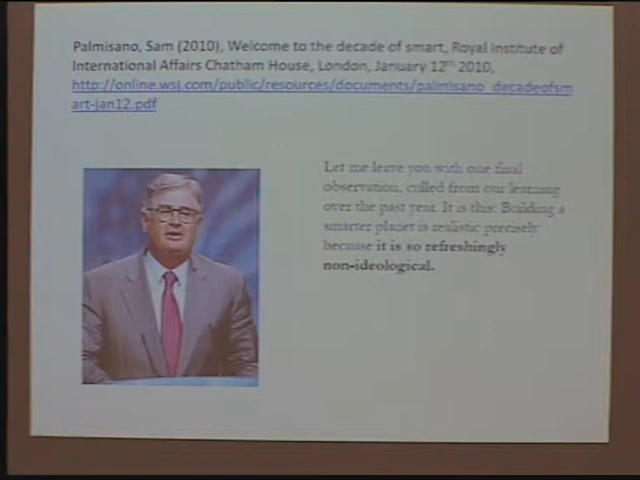 Palmisano, Sam (2010), Welcome to the decade of smart, Royal Institute of
International Affairs Chatham House, London, January 12th 2010,
http://online.wsj.com/public/resources/documents/palmisano_decadeofsm
art-jan12.pdf
Let me leave you with one final
observation, culled from our learning
over the past year. It is this: Building a
smarter planet is realistic precisely
because it is so refreshingly
non-ideological.